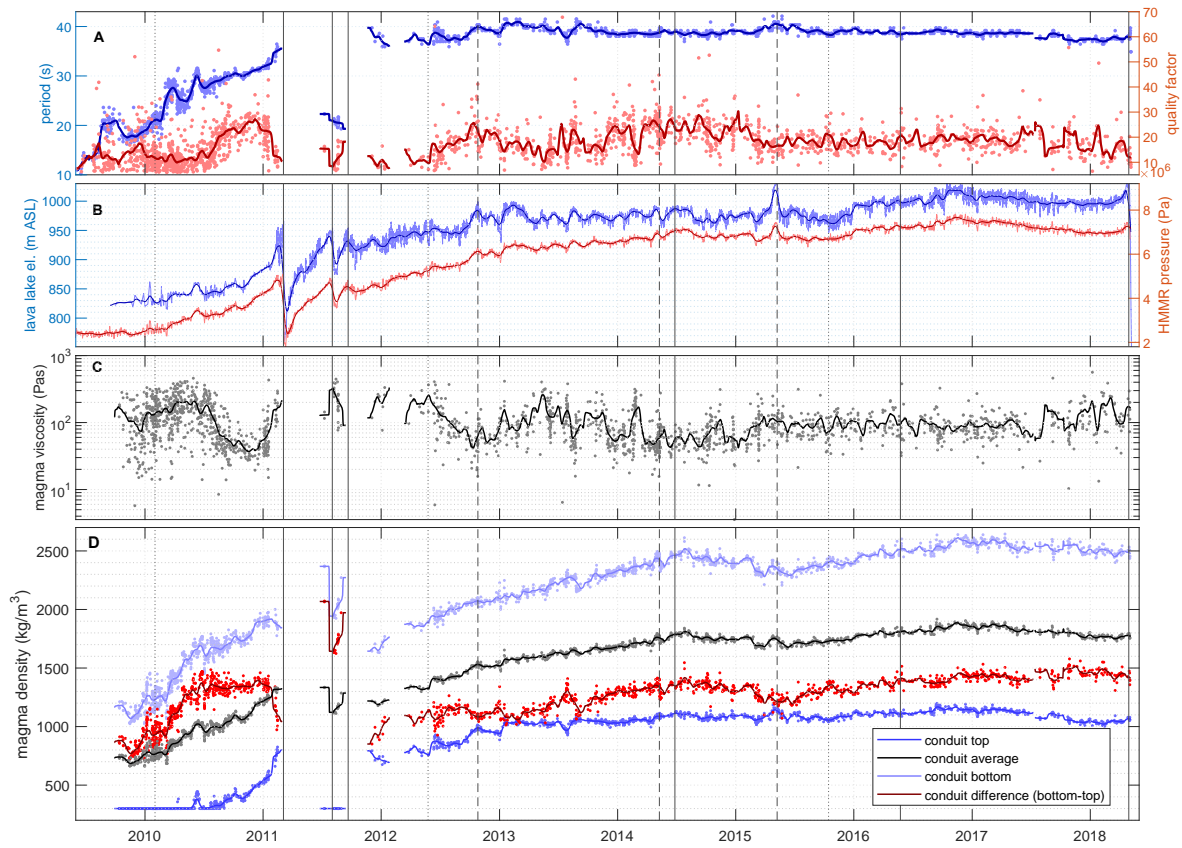 A
period (s)
40
30
20
10
quality factor
70
60
50
40
30
20
10
×10⁶
B
lava lake el. (m ASL)
1000
950
900
850
800
HMMR pressure (Pa)
8
6
4
2
C
magma viscosity (Pas)
10³
10²
10¹
D
magma density (kg/m³)
2500
2000
1500
1000
500
conduit top
conduit average
conduit bottom
conduit difference (bottom-top)
2010 2011 2012 2013 2014 2015 2016 2017 2018